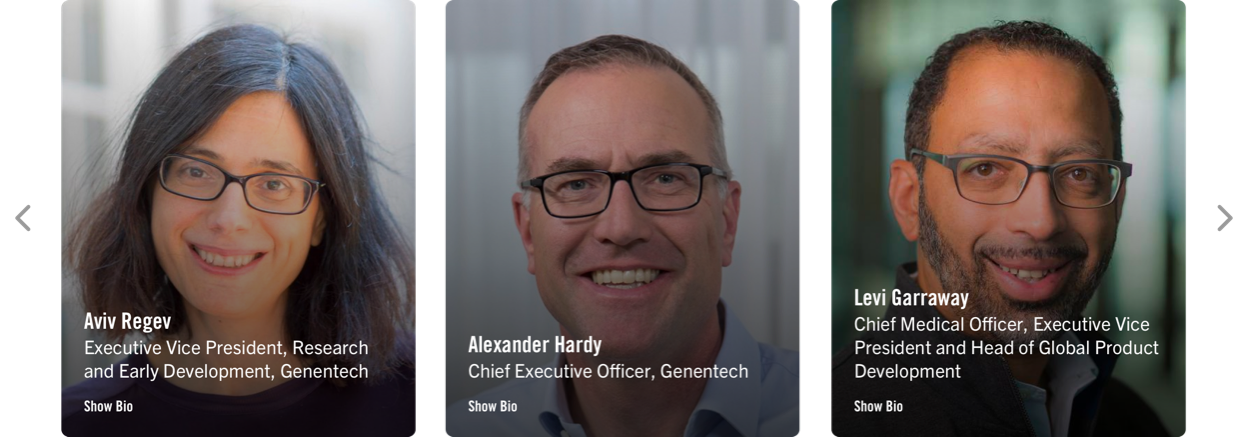 Aviv Regev
Executive Vice President, Research
and Early Development, Genentech
Show Bio
Alexander Hardy
Chief Executive Officer, Genentech
Show Bio
Levi Garraway
Chief Medical Officer, Executive Vice
President and Head of Global Product
Development
Show Bio